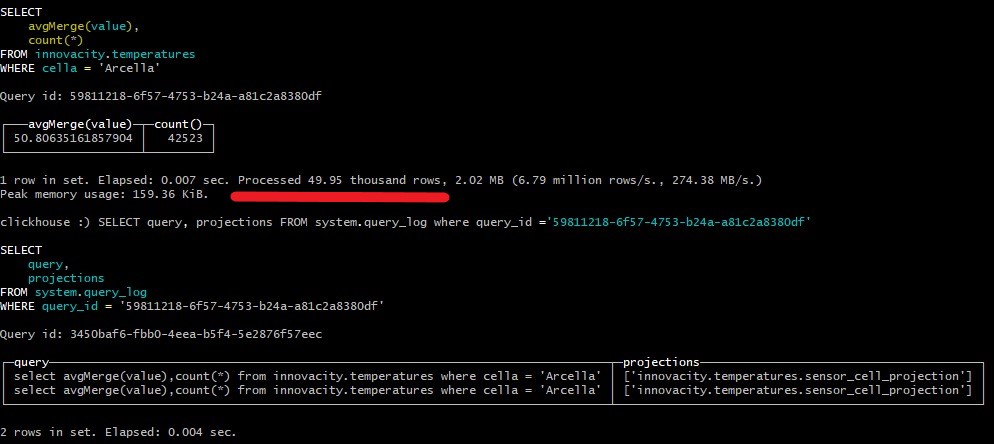 SELECT
avgMerge(value),
count(*)
FROM innovacity.temperatures
WHERE cella = 'Arcella'
Query id: 59811218-6f57-4753-b24a-a81c2a8380df
avgMerge(value) count()
50.80635161857904 42523
1 row in set. Elapsed: 0.007 sec. Processed 49.95 thousand rows, 2.02 MB (6.79 million rows/s., 274.38 MB/s.)
Peak memory usage: 159.36 KiB.
clickhouse :) SELECT query, projections FROM system.query_log where query_id ='59811218-6f57-4753-b24a-a81c2a8380df'
SELECT
query,
projections
FROM system.query_log
WHERE query_id = '59811218-6f57-4753-b24a-a81c2a8380df'
Query id: 3450baf6-fbb0-4eea-b5f4-5e2876f57eec
query projections
select avgMerge(value),count(*) from innovacity.temperatures where cella = 'Arcella' ['innovacity.temperatures.sensor_cell_projection']
select avgMerge(value),count(*) from innovacity.temperatures where cella = 'Arcella' ['innovacity.temperatures.sensor_cell_projection']
2 rows in set. Elapsed: 0.004 sec.